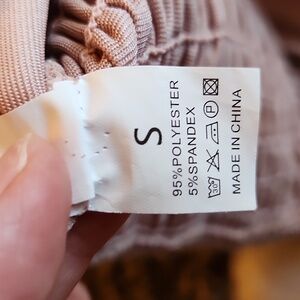 S
95%POLYESTER
5%SPANDEX
MADE IN CHINA